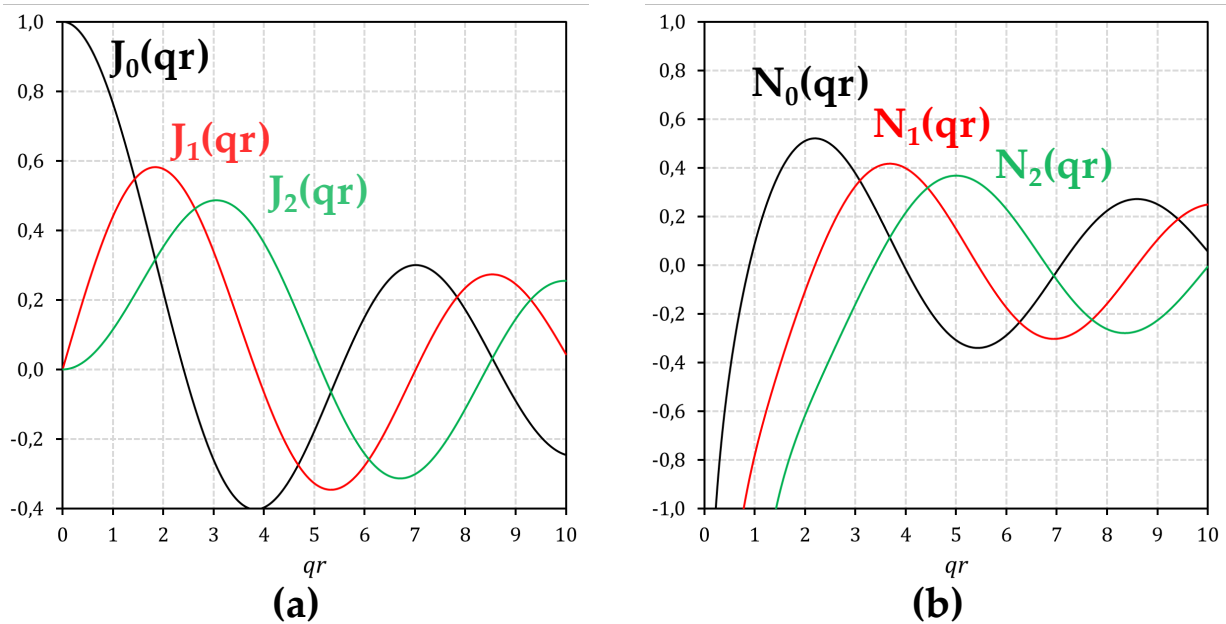 1,0
0,8
0,6
0,4
0,2
0,0
-0,2
-0,4
0 1 2 3 4 5 6 7 8 9 10
qr
J₀(qr)
J₁(qr)
J₂(qr)
(a)
1,0
0,8
0,6
0,4
0,2
0,0
-0,2
-0,4
-0,6
-0,8
-1,0
0 1 2 3 4 5 6 7 8 9 10
qr
N₀(qr)
N₁(qr)
N₂(qr)
(b)